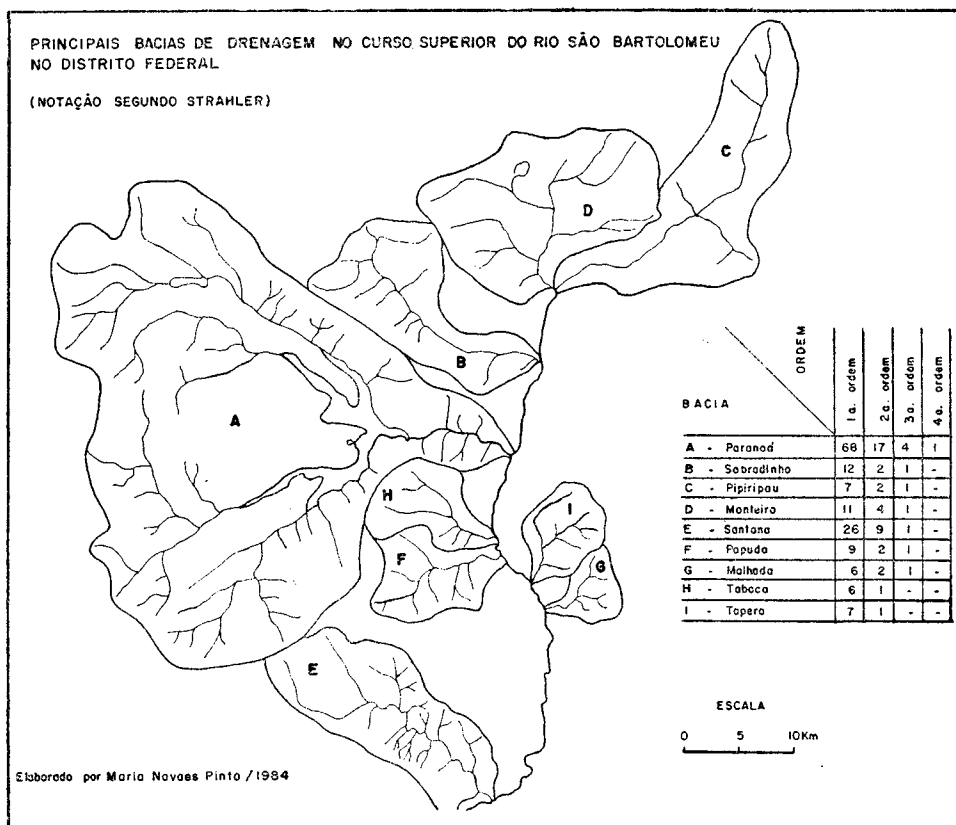 PRINCIPAIS BACIAS DE DRENAGEM NO CURSO SUPERIOR DO RIO SÃO BARTOLOMEU
NO DISTRITO FEDERAL
(NOTAÇÃO SEGUNDO STRAHLER)
C
D
B
A
H
I
F
G
E
ORDEM
BACIA 1a. ordem 2a. ordem 3a. ordem 4a. ordem
A - Paranoá 68 17 4 1
B - Sobradinho 12 2 1 -
C - Pipiripau 7 2 1 -
D - Monteiro 11 4 1 -
E - Santana 26 9 1 -
F - Papuda 9 2 1 -
G - Malhada 6 2 1 -
H - Taboca 6 1 - -
I - Tapera 7 1 - -
ESCALA
0 5 10Km
Elaborado por Maria Novaes Pinto /1984